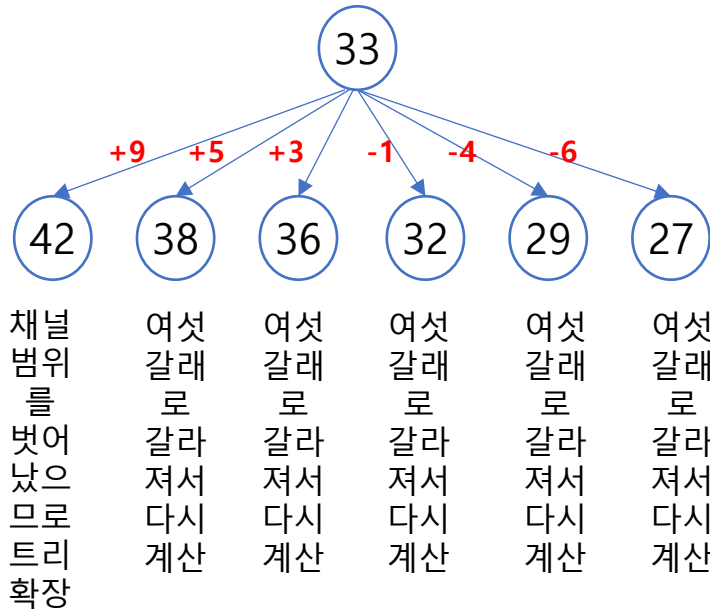 33
+9 +5 +3 -1 -4 -6
42 38 36 32 29 27
채널
범위
를
벗어
났으
므로
트리
확장
여섯
갈래
로
갈라
져서
다시
계산
여섯
갈래
로
갈라
져서
다시
계산
여섯
갈래
로
갈라
져서
다시
계산
여섯
갈래
로
갈라
져서
다시
계산
여섯
갈래
로
갈라
져서
다시
계산